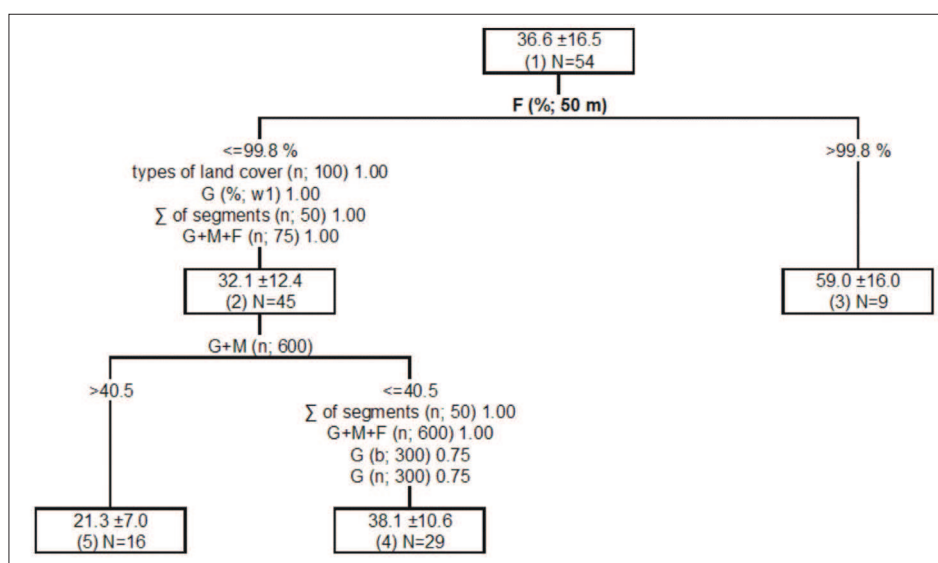 36.6 ±16.5
(1) N=54
F (%; 50 m)
<=99.8 %
types of land cover (n; 100) 1.00
G (%; w1) 1.00
∑ of segments (n; 50) 1.00
G+M+F (n; 75) 1.00
>99.8 %
32.1 ±12.4
(2) N=45
59.0 ±16.0
(3) N=9
G+M (n; 600)
>40.5
<=40.5
∑ of segments (n; 50) 1.00
G+M+F (n; 600) 1.00
G (b; 300) 0.75
G (n; 300) 0.75
21.3 ±7.0
(5) N=16
38.1 ±10.6
(4) N=29